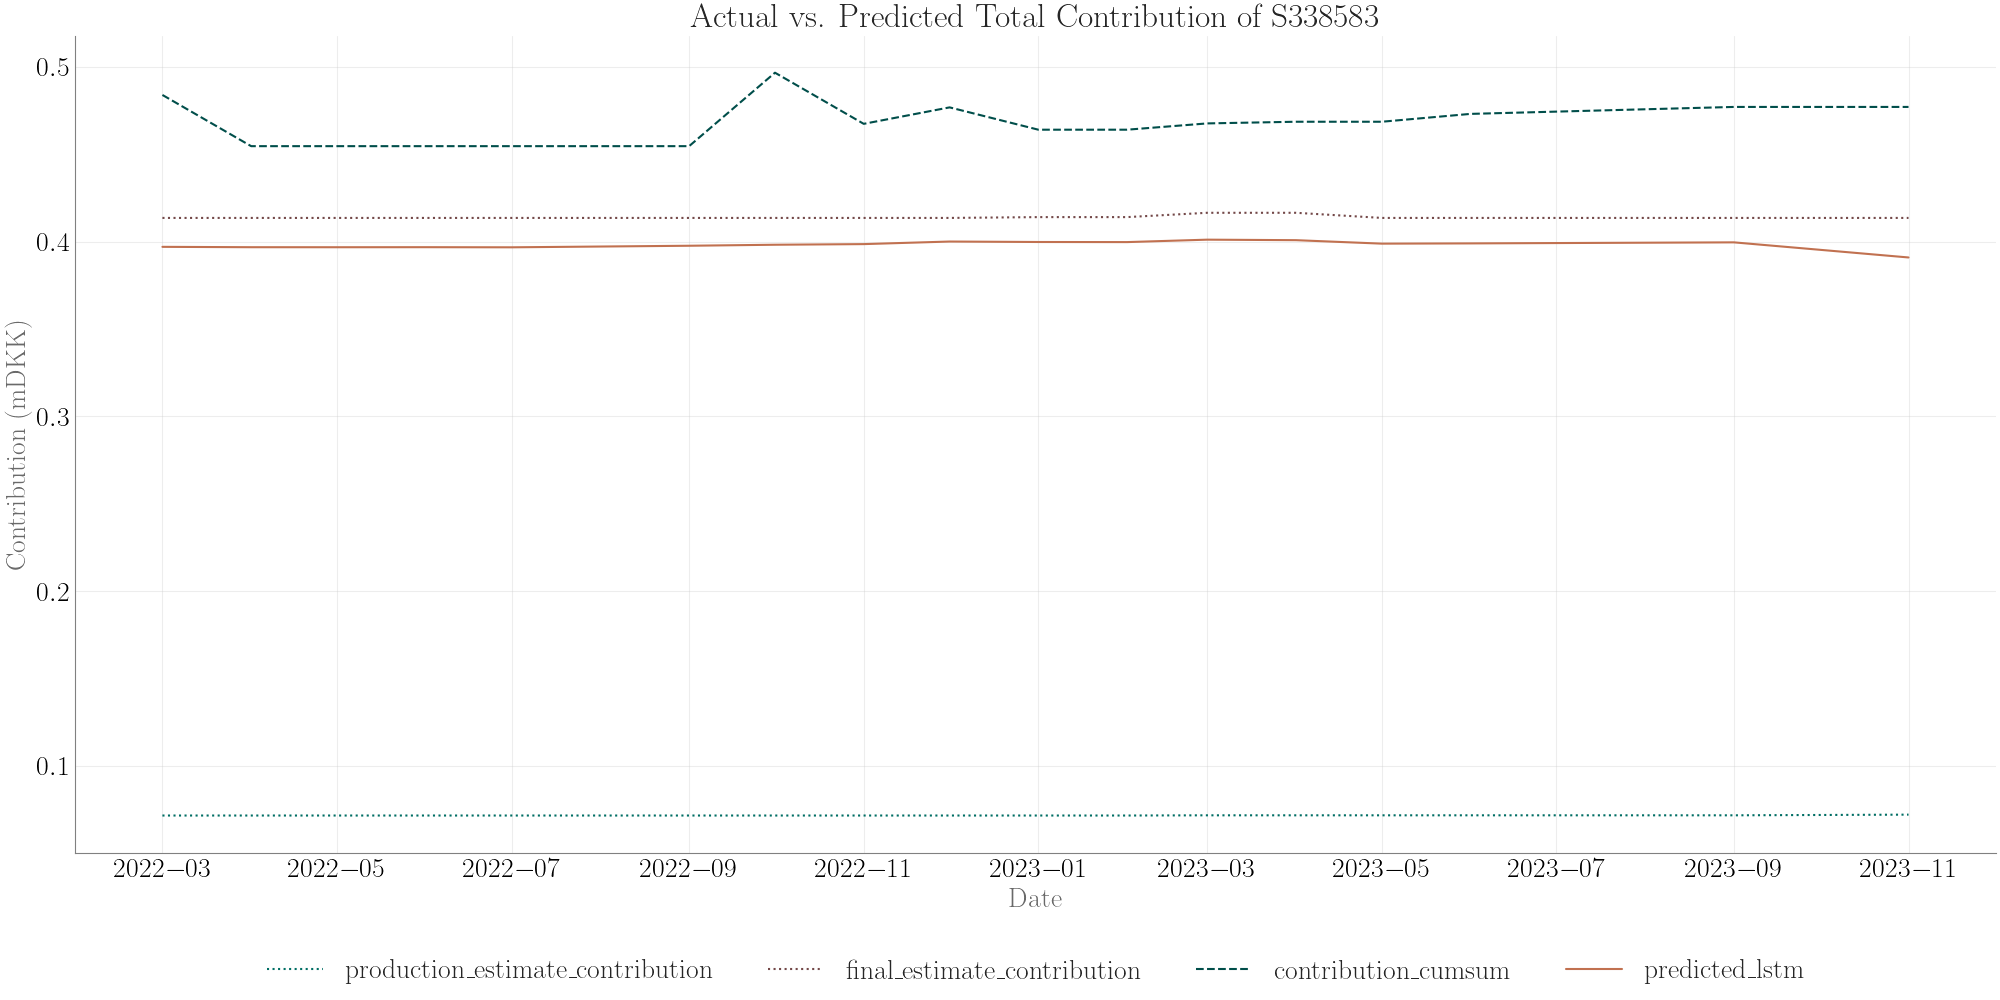 Actual vs. Predicted Total Contribution of S338583
Contribution (mDKK)
0.5
0.4
0.3
0.2
0.1
2022−03 2022−05 2022−07 2022−09 2022−11 2023−01 2023−03 2023−05 2023−07 2023−09 2023−11
Date
production_estimate_contribution final_estimate_contribution contribution_cumsum predicted_lstm